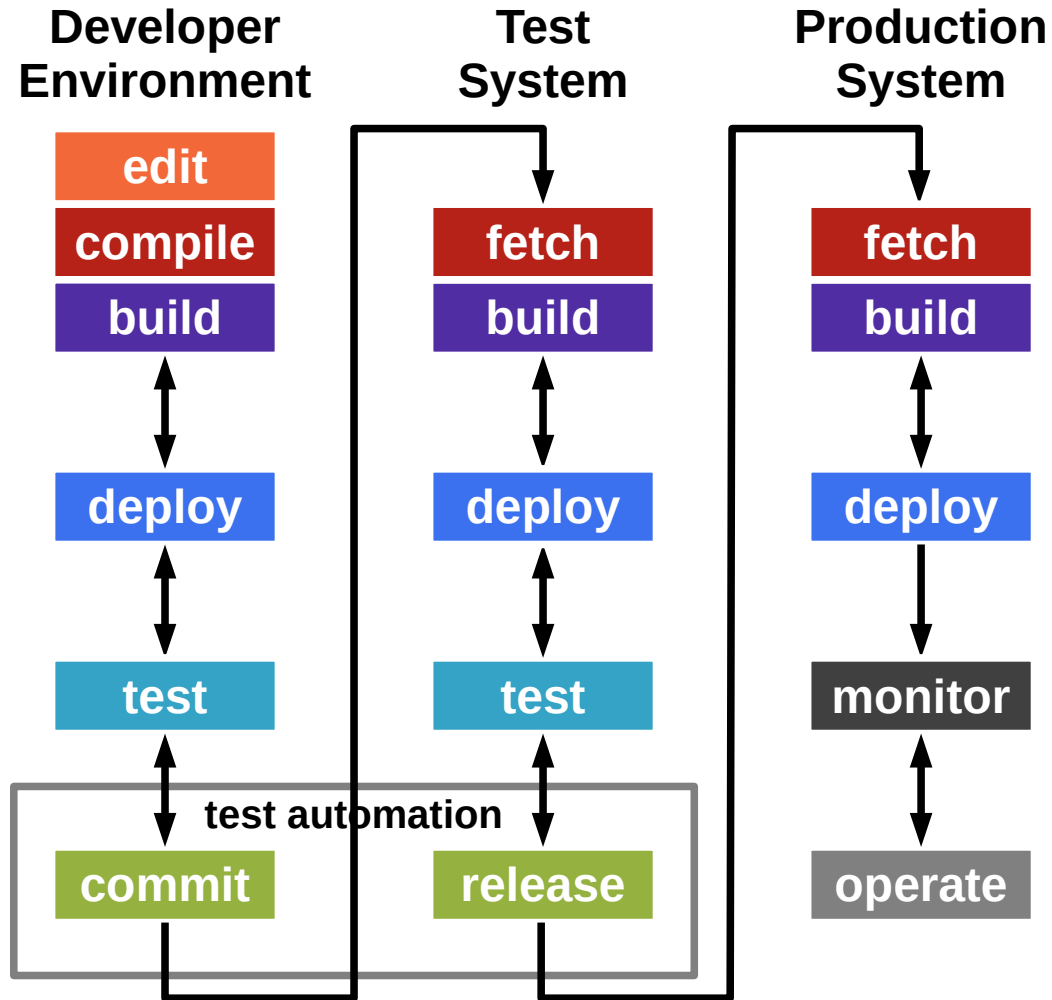 Developer
Environment
edit
compile
build
deploy
test
test automation
commit
Test
System
fetch
build
deploy
test
release
Production
System
fetch
build
deploy
monitor
operate